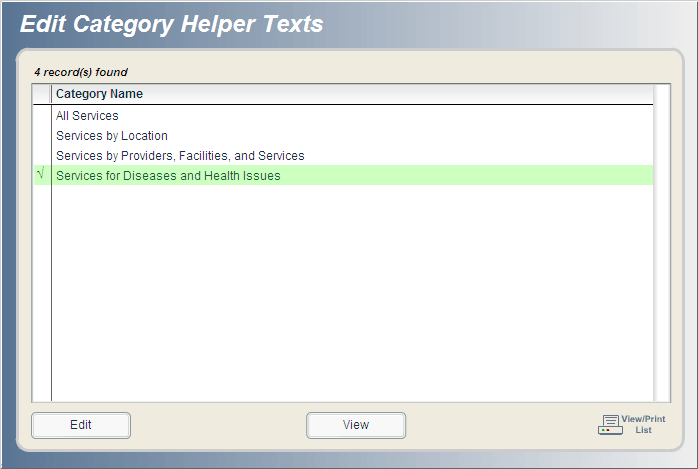 Edit Category Helper Texts
4 record(s) found
Category Name
All Services
Services by Location
Services by Providers, Facilities, and Services
√ Services for Diseases and Health Issues
Edit
View
View/Print
List